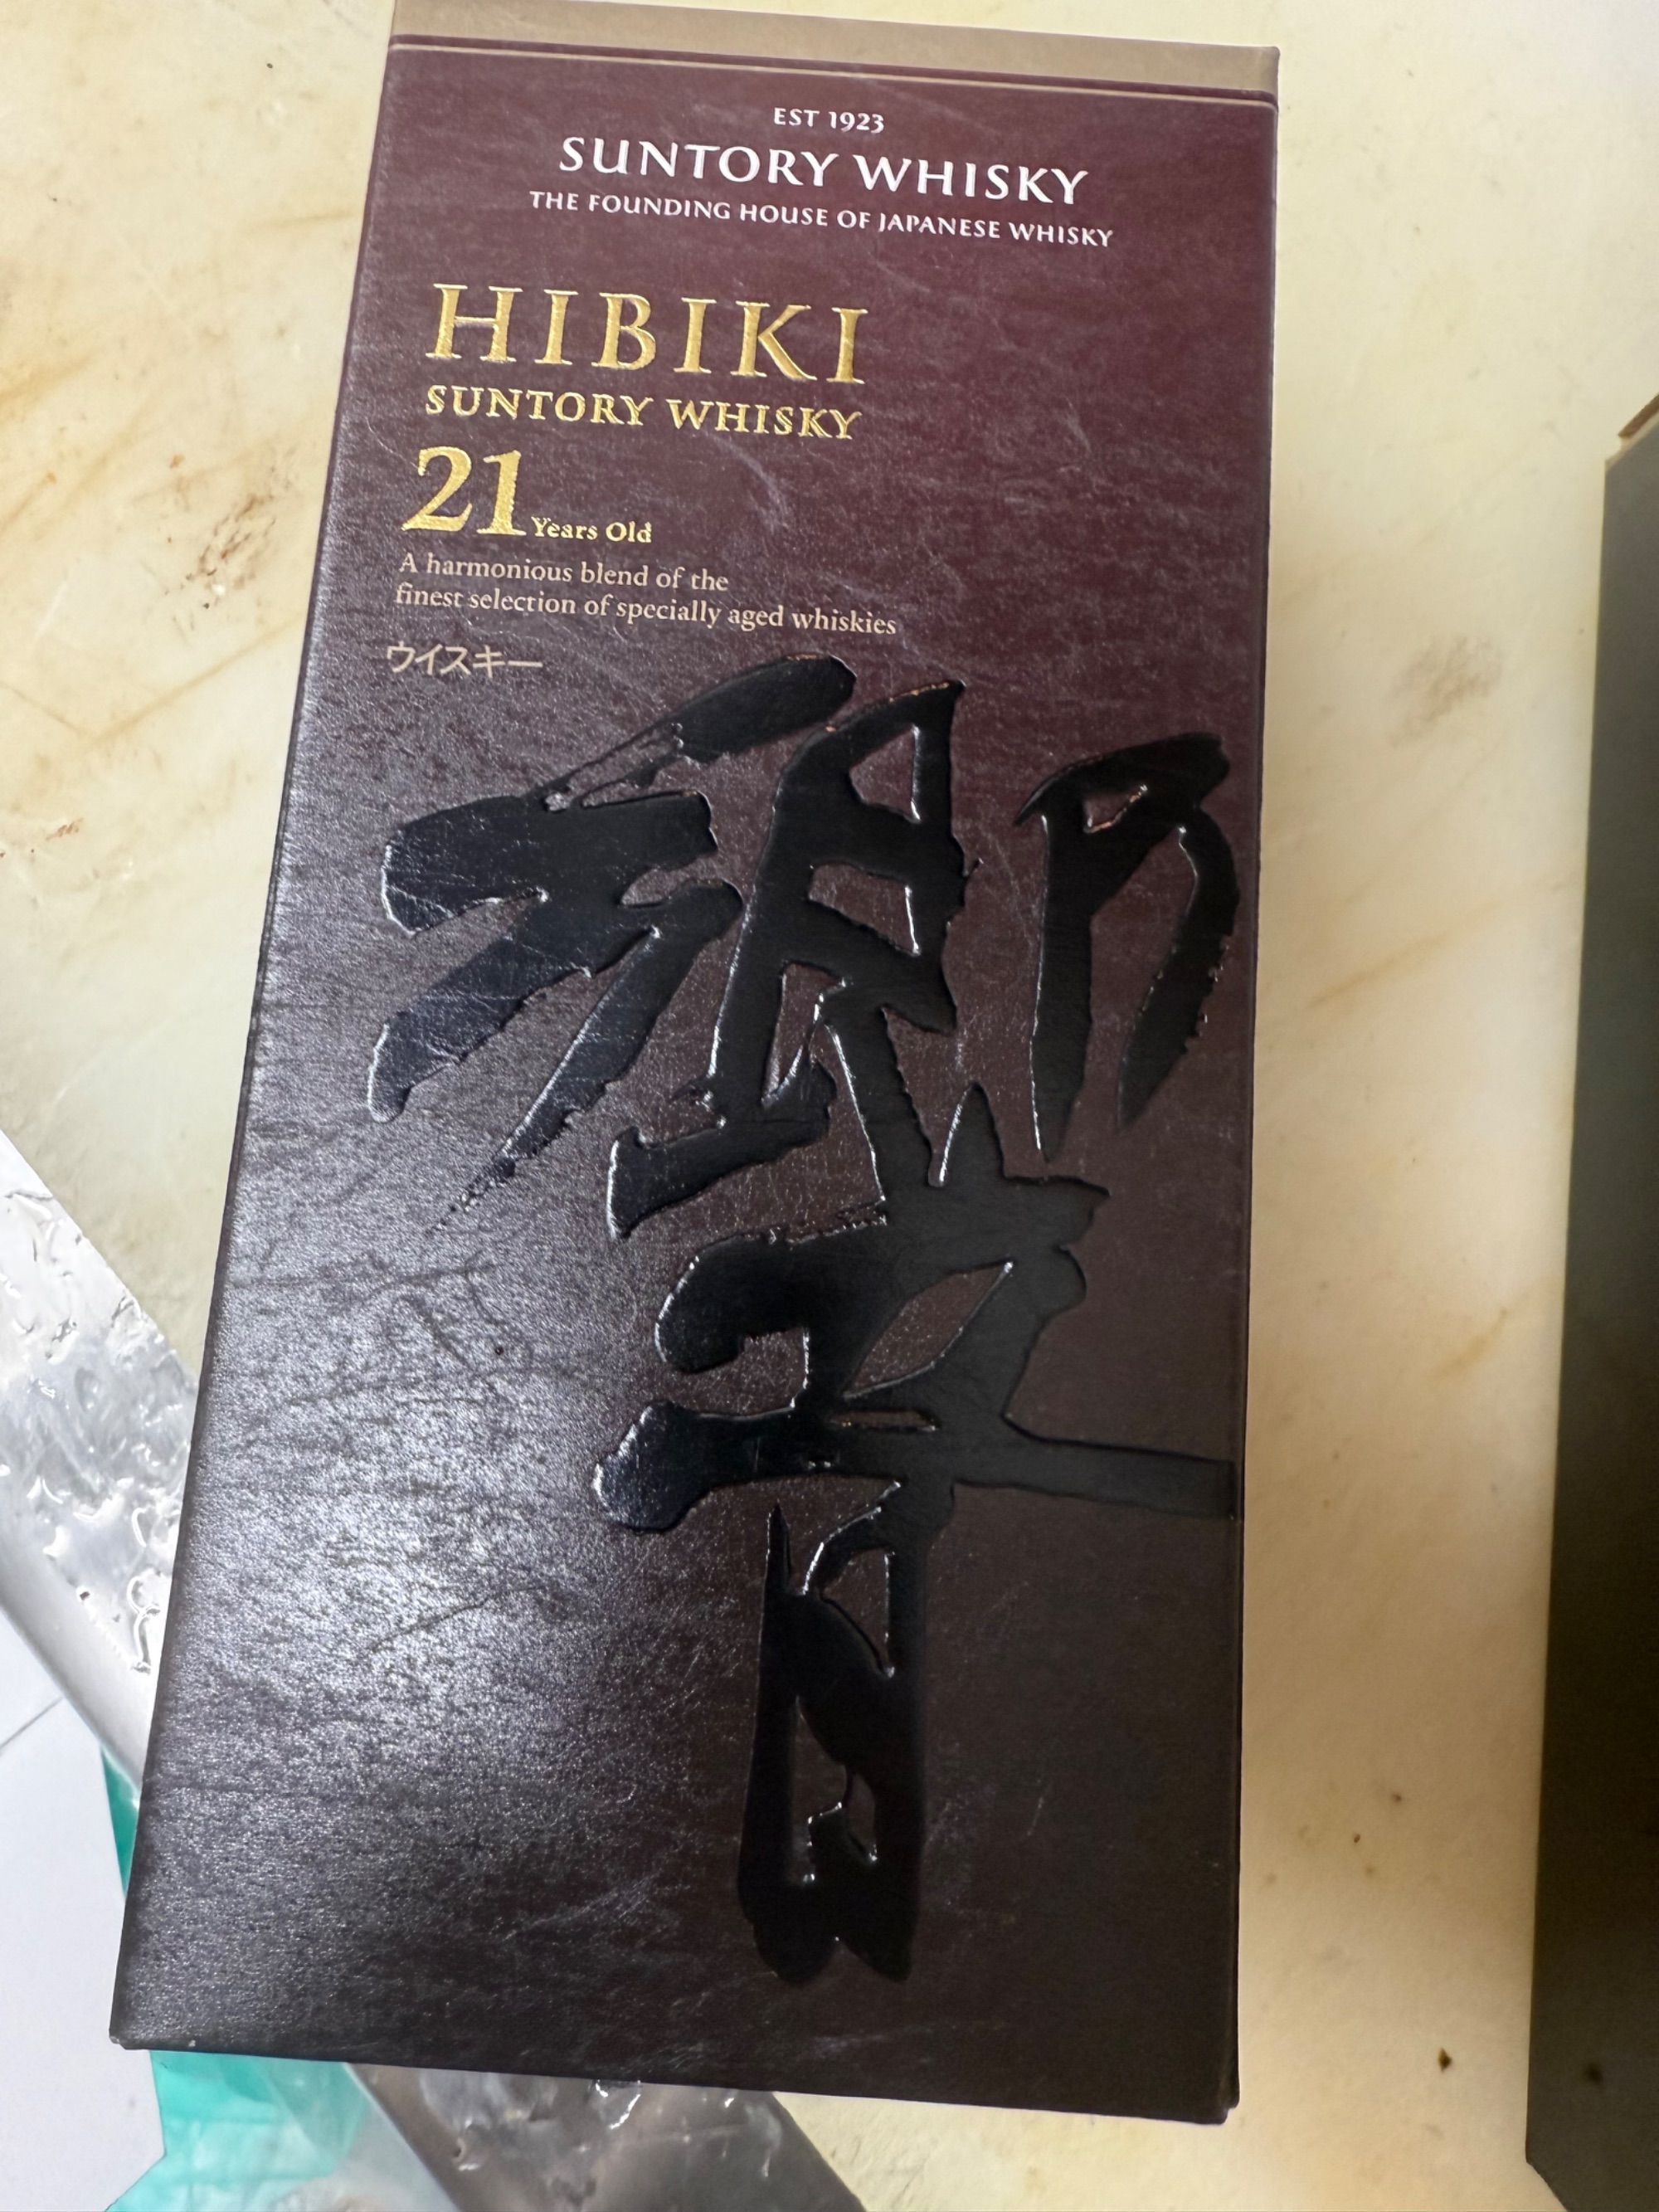 EST 1923
SUNTORY WHISKY
THE FOUNDING HOUSE OF JAPANESE WHISKY
HIBIKI
SUNTORY WHISKY
21 Years Old
A harmonious blend of the
finest selection of specially aged whiskies
ウイスキー
響